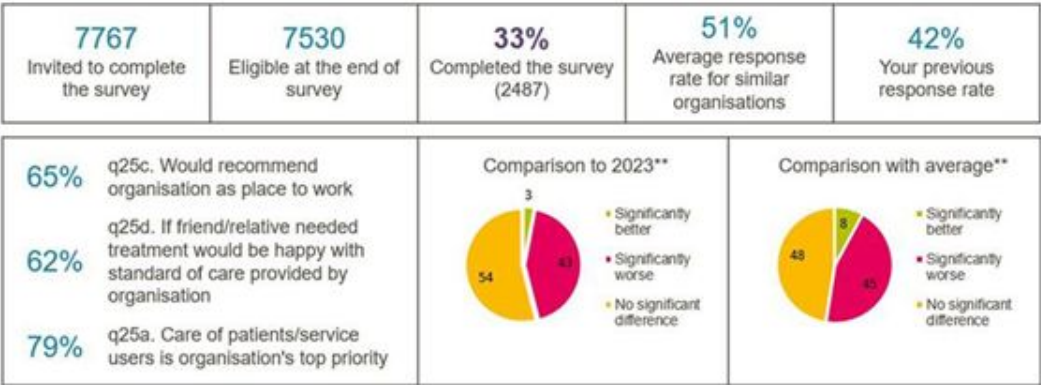 7767
Invited to complete
the survey
7530
Eligible at the end of
survey
33%
Completed the survey
(2487)
51%
Average response
rate for similar
organisations
42%
Your previous
response rate
65%
q25c. Would recommend
organisation as place to work
62%
q25d. If friend/relative needed
treatment would be happy with
standard of care provided by
organisation
79%
q25a. Care of patients/service
users is organisation's top priority
Comparison to 2023**
3
43
54
Significantly
better
Significantly
worse
No significant
difference
Comparison with average**
8
45
48
Significantly
better
Significantly
worse
No significant
difference